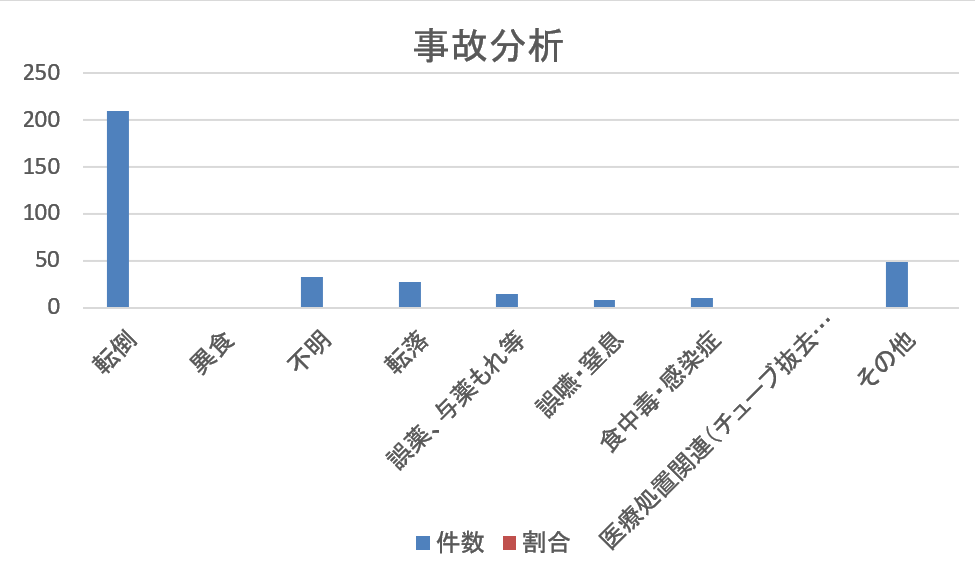 事故分析
250
200
150
100
50
0
転倒
異食
不明
転落
誤薬、与薬もれ等
誤嚥・窒息
食中毒・感染症
医療処置関連（チューブ抜去…
その他
件数 割合